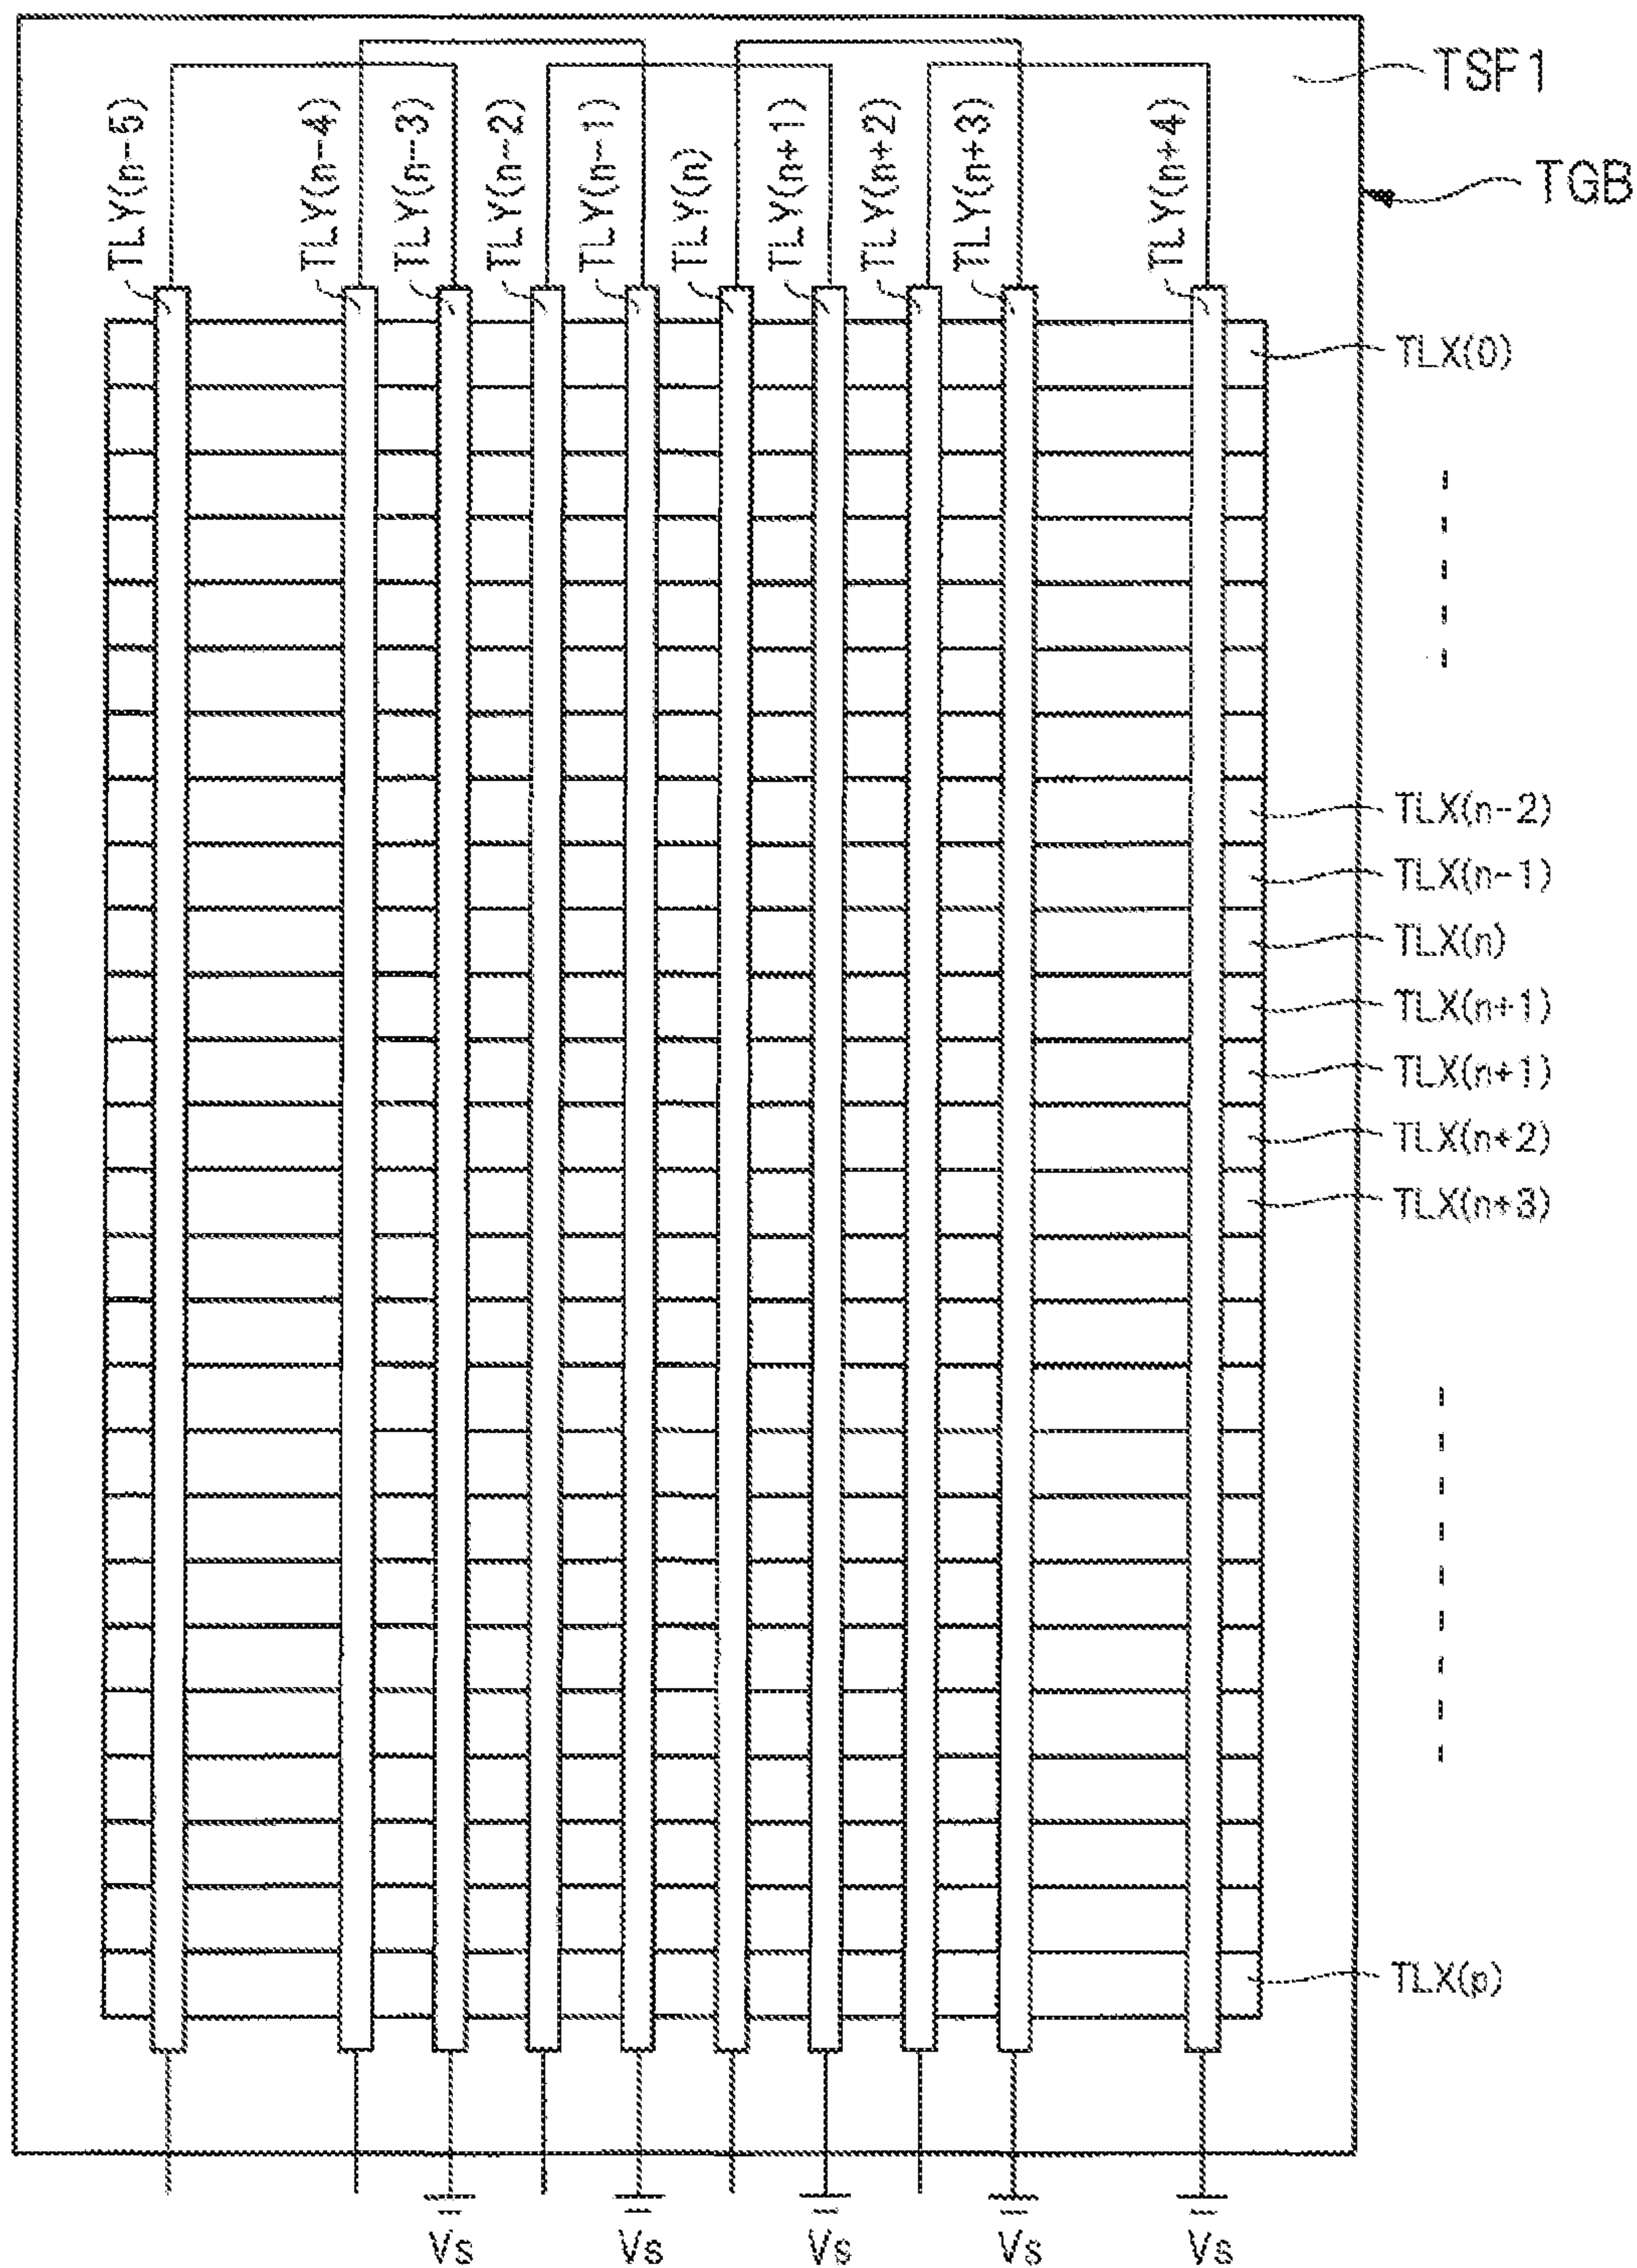 TSF1
TGB
TLY(n-5)
TLY(n-4)
TLY(n-3)
TLY(n-2)
TLY(n-1)
TLY(n)
TLY(n+1)
TLY(n+2)
TLY(n+3)
TLY(n+4)
TLX(0)
TLX(n-2)
TLX(n-1)
TLX(n)
TLX(n+1)
TLX(n+1)
TLX(n+2)
TLX(n+3)
TLX(p)
Vs Vs Vs Vs Vs